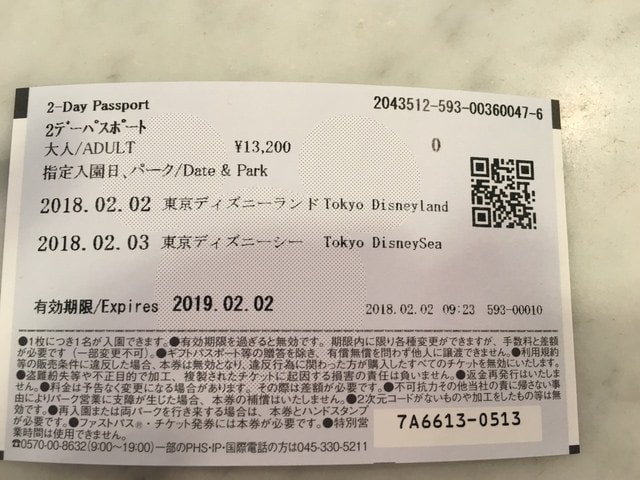 2-Day Passport 2043512-593-00360047-6
2デーパスポート
大人/ADULT ¥13,200 0
指定入園日、パーク/Date & Park
2018.02.02 東京ディズニーランド Tokyo Disneyland
2018.02.03 東京ディズニーシー Tokyo DisneySea
有効期限/Expires 2019.02.02 2018.02.02 09:23 593-00010
●1枚につき1名が入園できます。●有効期限を過ぎると無効です。期間内に限り各種変更ができますが、手数料と差額
が必要です(一部変更不可)。●ギフトパスポート等の贈答を除き、有償無償を問わず他人に譲渡できません。●利用規約
等の販売条件に違反した場合、本券は無効となり、違反行為に関わった方が購入したすべてのチケットを無効にいたします。
●盗難紛失等や不正目的で加工、複製されたチケットに起因する損害の責任は負いません。●返金再発行はいたしま
せん。●料金は予告なく変更になる場合があります。その際は差額が必要です。●不可抗力その他当社の責に帰さない事
由によりパーク営業に支障が生じた場合、本券の補償はいたしません。●2次元コードがないものや加工をしたもの等は無
効です。●再入園または両パークを行き来する場合は、本券とハンドスタンプ
が必要です。●ファストパス®・チケット発券には本券が必要です。●特別営
業時間は使用できません。
☎0570-00-8632(9:00~19:00)一部のPHS・IP・国際電話の方は045-330-5211
7A6613-0513